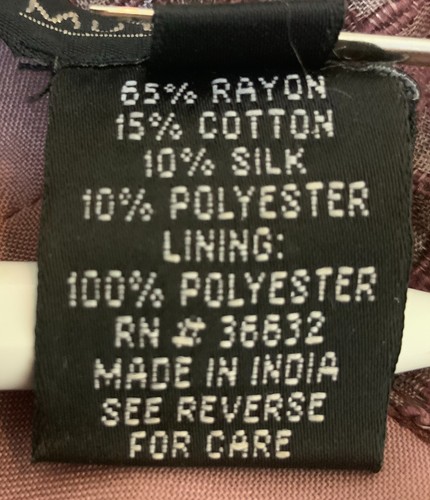 65% RAYON
15% COTTON
10% SILK
10% POLYESTER
LINING:
100% POLYESTER
RN # 36632
MADE IN INDIA
SEE REVERSE
FOR CARE